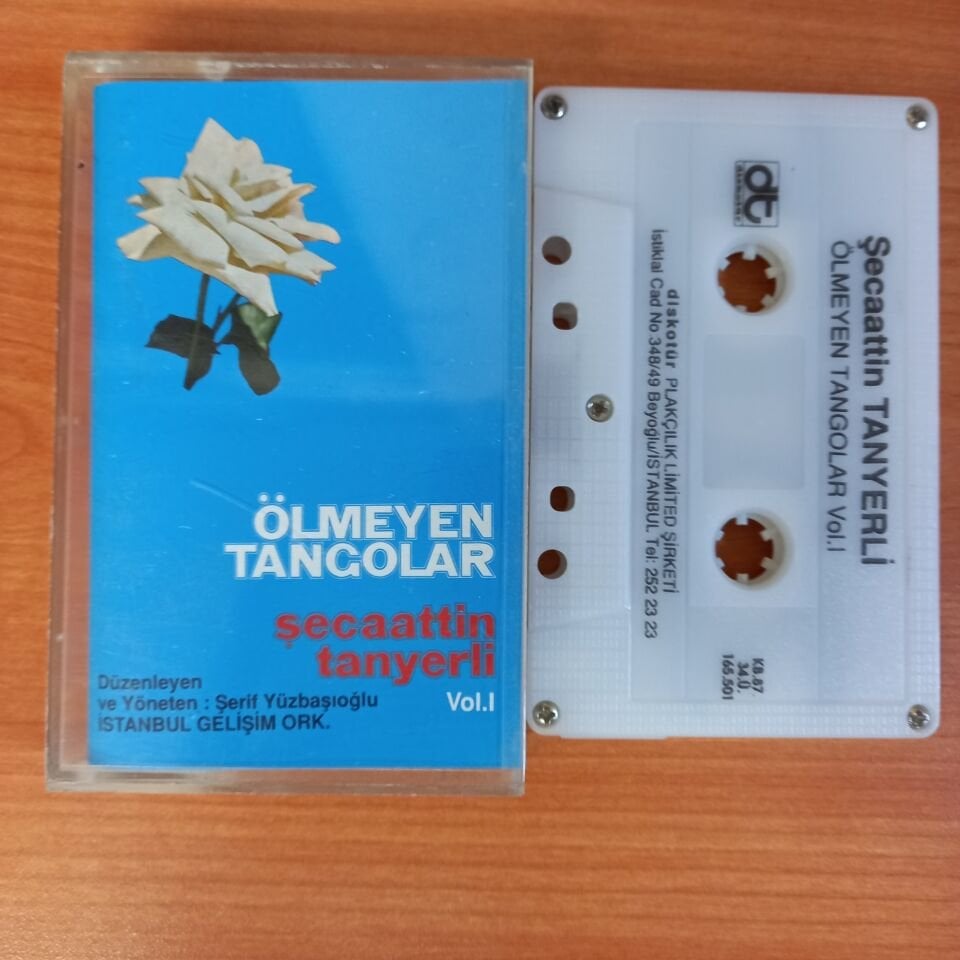 ÖLMEYEN
TANGOLAR
şecaattin
tanyerli
Vol.I
Düzenleyen
ve Yöneten : Şerif Yüzbaşıoğlu
İSTANBUL GELİŞİM ORK.
Şecaattin TANYERLİ
ÖLMEYEN TANGOLAR Vol.I
dt
diskotür
diskotür PLAKÇILIK LİMİTED ŞİRKETİ
İstiklal Cad No 348/49 Beyoğlu/İSTANBUL Tel: 252 23 23
KB.87
34.Ü.
165.501